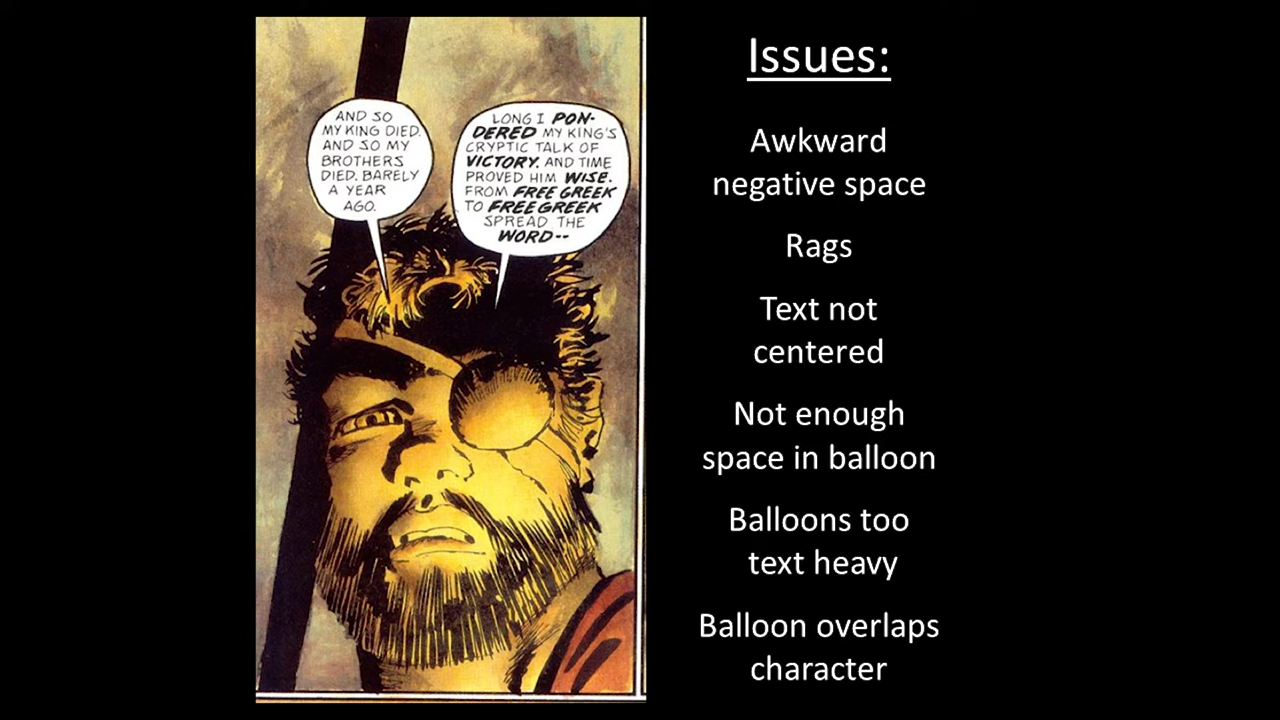 AND SO
MY KING DIED.
AND SO MY
BROTHERS
DIED. BARELY
A YEAR
AGO.
LONG I PON-
DERED MY KING'S
CRYPTIC TALK OF
VICTORY. AND TIME
PROVED HIM WISE.
FROM FREE GREEK
TO FREE GREEK
SPREAD THE
WORD--
Issues:
Awkward
negative space
Rags
Text not
centered
Not enough
space in balloon
Balloons too
text heavy
Balloon overlaps
character